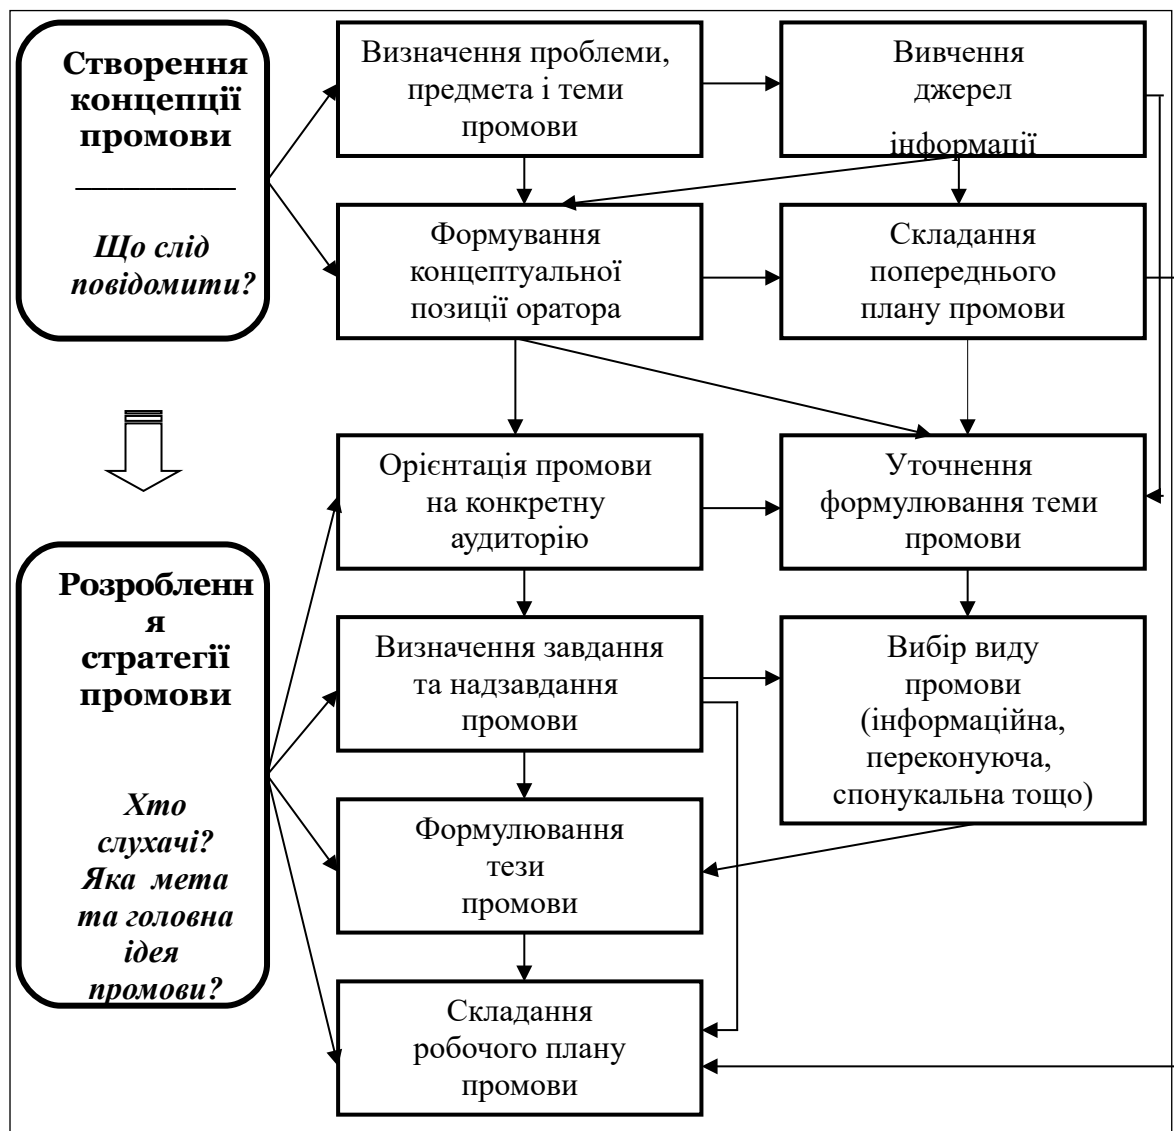 Створення
концепції
промови
Що слід
повідомити?
Визначення проблеми,
предмета і теми
промови
Вивчення
джерел
інформації
Формування
концептуальної
позиції оратора
Складання
попереднього
плану промови
Орієнтація промови
на конкретну
аудиторію
Уточнення
формулювання теми
промови
Розробленн
я
стратегії
промови
Хто
слухачі?
Яка мета
та головна
ідея
промови?
Визначення завдання
та надзавдання
промови
Вибір виду
промови
(інформаційна,
переконуюча,
спонукальна тощо)
Формулювання
тези
промови
Складання
робочого плану
промови